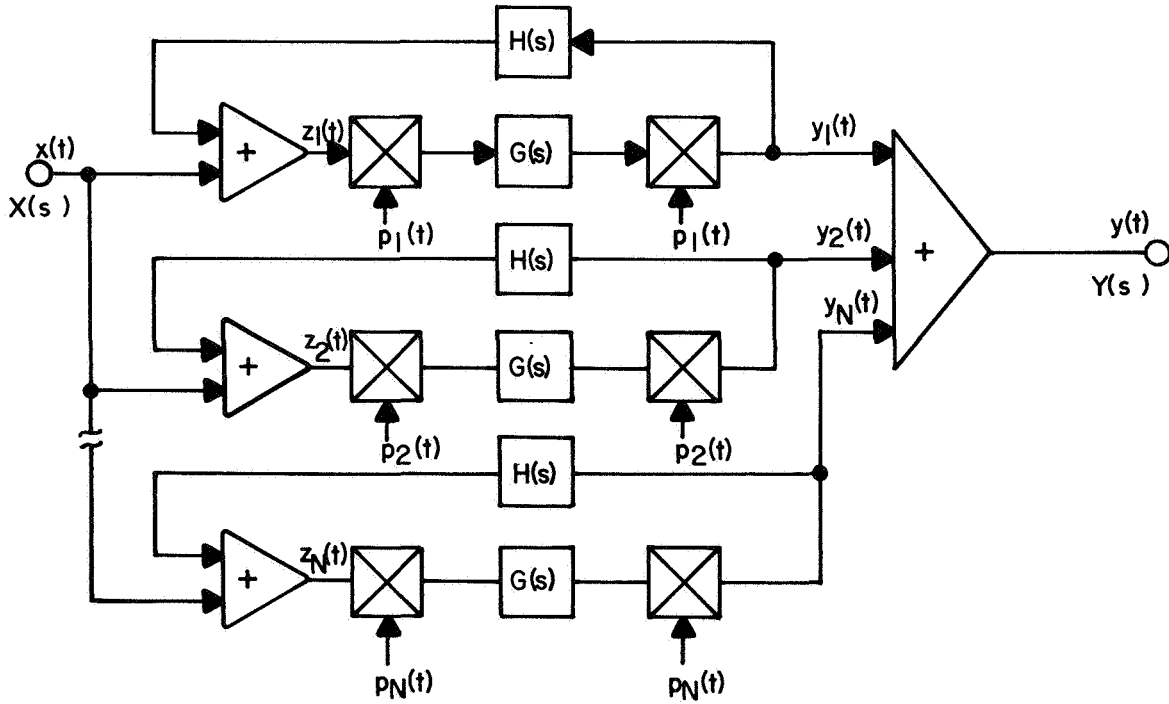 H(s)
x(t)
X(s)
+
z1(t)
G(s)
y1(t)
p1(t)
p1(t)
H(s)
y2(t)
+
y(t)
Y(s)
z2(t)
+
G(s)
yN(t)
p2(t)
p2(t)
H(s)
zN(t)
+
G(s)
pN(t)
pN(t)